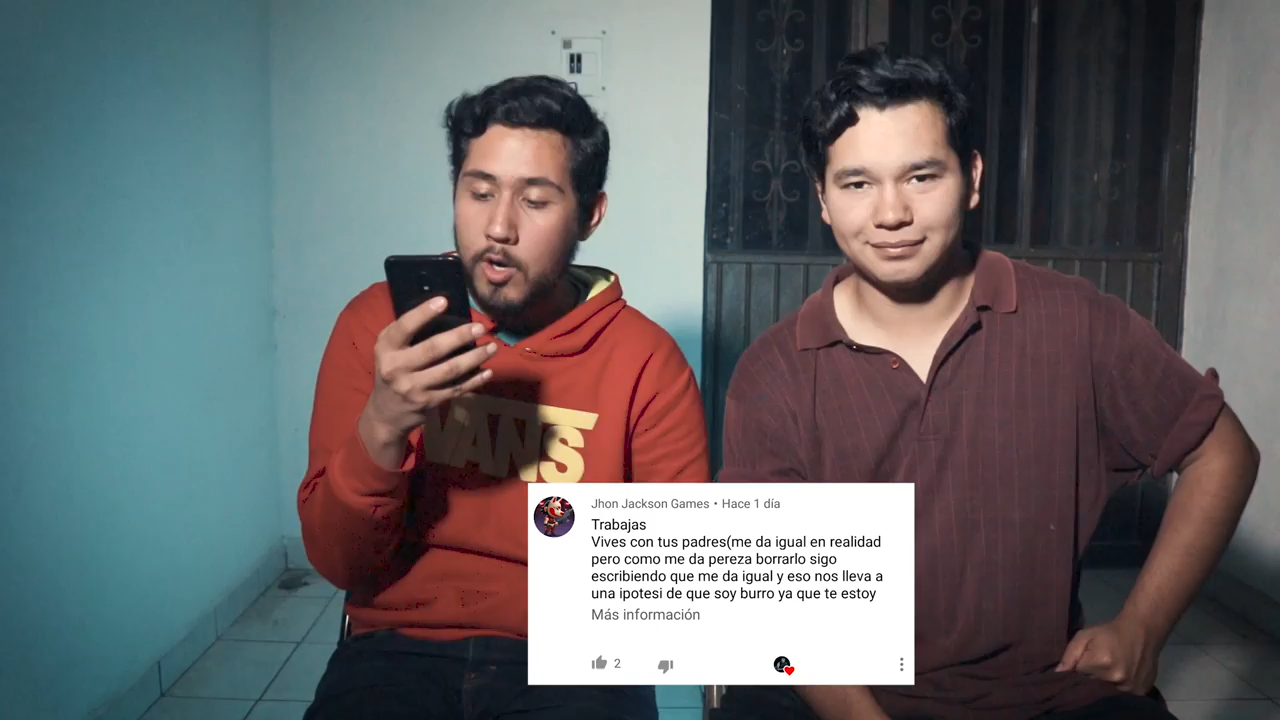 VANS
Jhon Jackson Games • Hace 1 día
Trabajas
Vives con tus padres(me da igual en realidad
pero como me da pereza borrarlo sigo
escribiendo que me da igual y eso nos lleva a
una ipotesi de que soy burro ya que te estoy
Más información
2